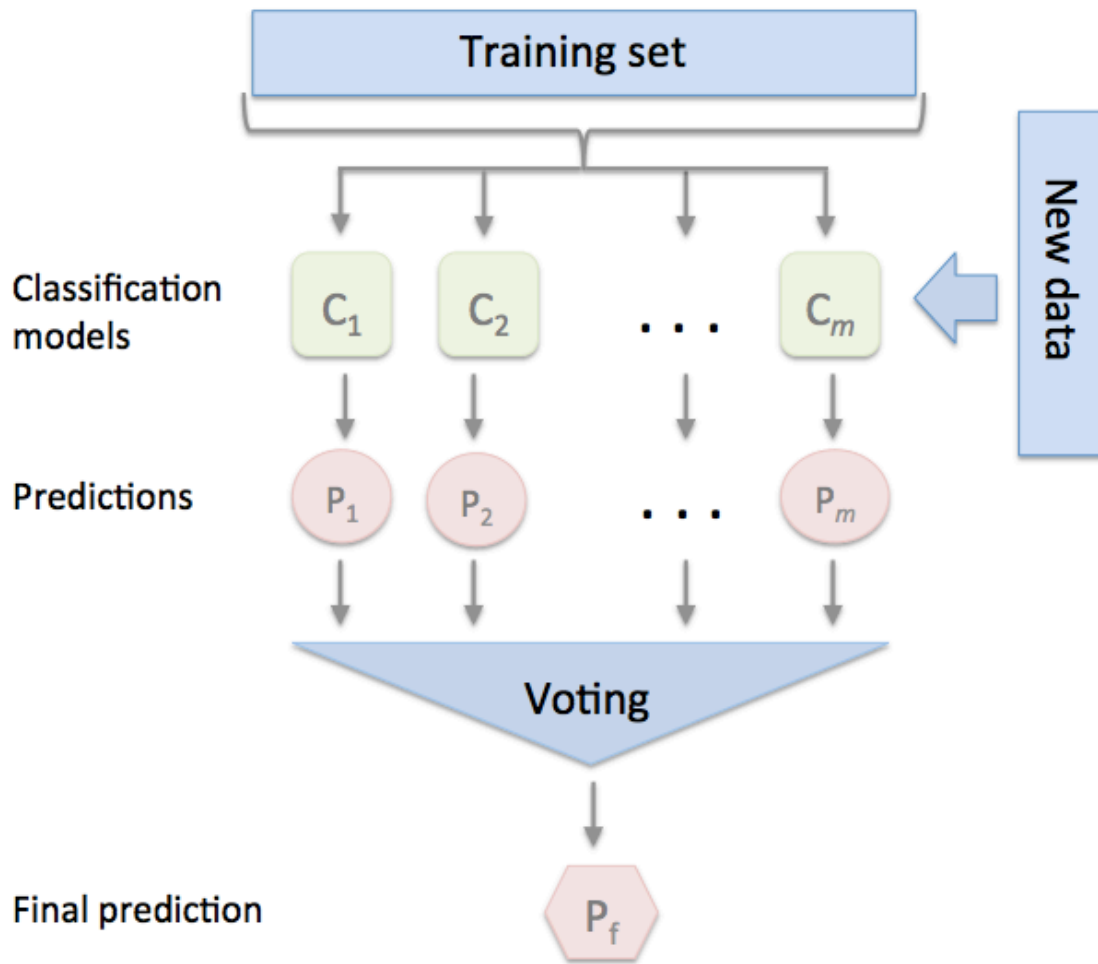 Training set
New data
Classification
models
C1 C2 . . . Cm
Predictions
P1 P2 . . . Pm
Voting
Final prediction
Pf